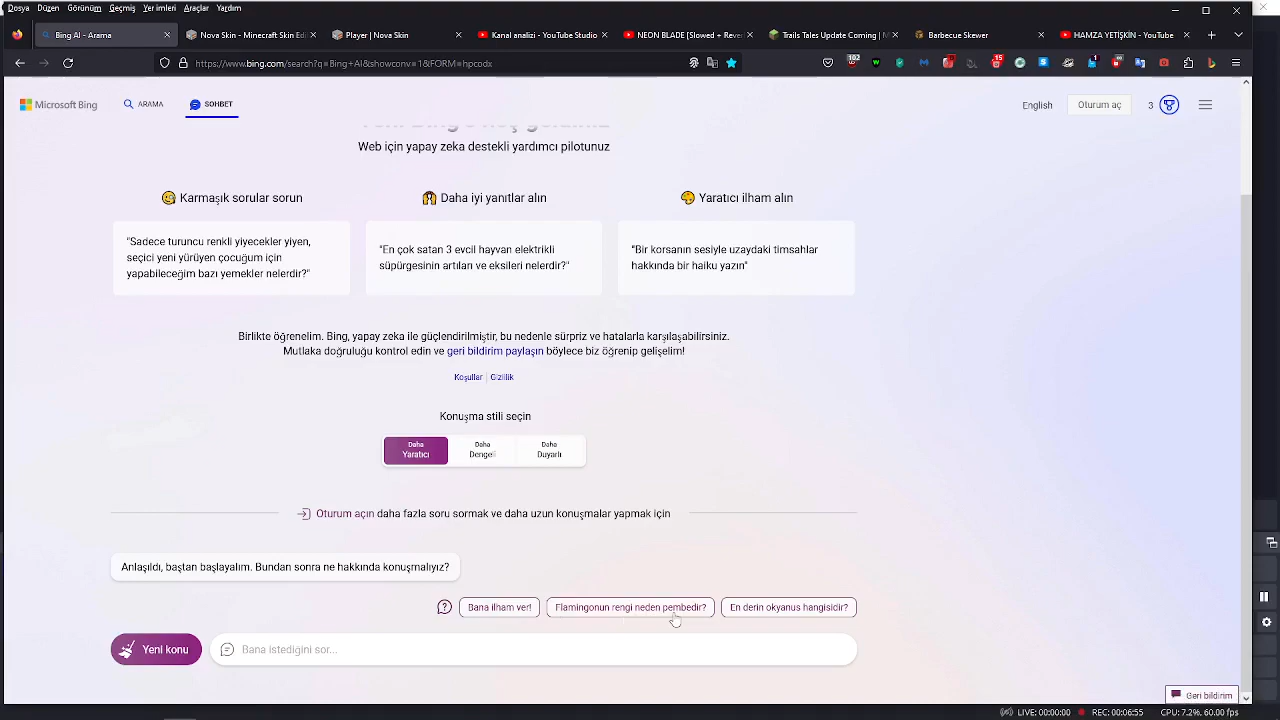 Dosya Düzen Görünüm Geçmiş Yer imleri Araçlar Yardım
Bing AI - Arama
Nova Skin - Minecraft Skin Edi
Player | Nova Skin
Kanal analizi - YouTube Studio
NEON BLADE [Slowed + Rever
Trails Tales Update Coming | M
Barbecue Skewer
HAMZA YETİŞKİN - YouTube
https://www.bing.com/search?q=Bing+AI&showconv=1&FORM=hpcodx
102
15
1
Microsoft Bing
ARAMA
SOHBET
English
Oturum aç
3
Web için yapay zeka destekli yardımcı pilotunuz
Karmaşık sorular sorun
"Sadece turuncu renkli yiyecekler yiyen,
seçici yeni yürüyen çocuğum için
yapabileceğim bazı yemekler nelerdir?"
Daha iyi yanıtlar alın
"En çok satan 3 evcil hayvan elektrikli
süpürgesinin artıları ve eksileri nelerdir?"
Yaratıcı ilham alın
"Bir korsanın sesiyle uzaydaki timsahlar
hakkında bir haiku yazın"
Birlikte öğrenelim. Bing, yapay zeka ile güçlendirilmiştir, bu nedenle sürpriz ve hatalarla karşılaşabilirsiniz.
Mutlaka doğruluğu kontrol edin ve geri bildirim paylaşın böylece biz öğrenip gelişelim!
Koşullar Gizlilik
Konuşma stili seçin
Daha
Yaratıcı
Daha
Dengeli
Daha
Duyarlı
Oturum açın daha fazla soru sormak ve daha uzun konuşmalar yapmak için
Anlaşıldı, baştan başlayalım. Bundan sonra ne hakkında konuşmalıyız?
Bana ilham ver!
Flamingonun rengi neden pembedir?
En derin okyanus hangisidir?
Yeni konu
Bana istediğini sor...
Geri bildirim
LIVE: 00:00:00
REC: 00:06:55
CPU: 7.2%, 60.00 fps